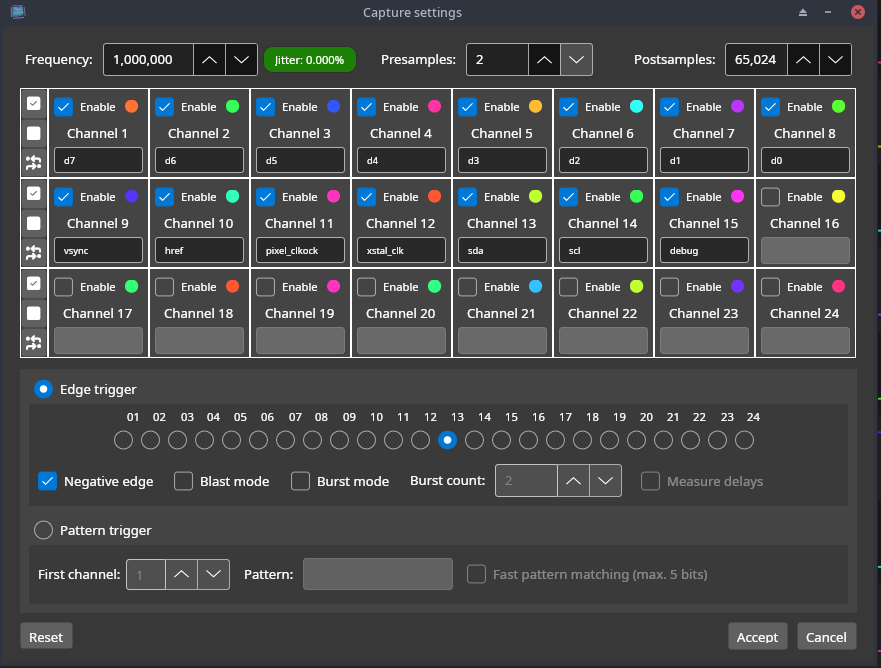 Capture settings
Frequency: 1,000,000 Jitter: 0.000% Presamples: 2 Postsamples: 65,024
Enable Enable Enable Enable Enable Enable Enable Enable
Channel 1 Channel 2 Channel 3 Channel 4 Channel 5 Channel 6 Channel 7 Channel 8
d7 d6 d5 d4 d3 d2 d1 d0
Enable Enable Enable Enable Enable Enable Enable Enable
Channel 9 Channel 10 Channel 11 Channel 12 Channel 13 Channel 14 Channel 15 Channel 16
vsync href pixel_clkock xstal_clk sda scl debug
Enable Enable Enable Enable Enable Enable Enable Enable
Channel 17 Channel 18 Channel 19 Channel 20 Channel 21 Channel 22 Channel 23 Channel 24
Edge trigger
01 02 03 04 05 06 07 08 09 10 11 12 13 14 15 16 17 18 19 20 21 22 23 24
Negative edge Blast mode Burst mode Burst count: 2 Measure delays
Pattern trigger
First channel: 1 Pattern: Fast pattern matching (max. 5 bits)
Reset Accept Cancel